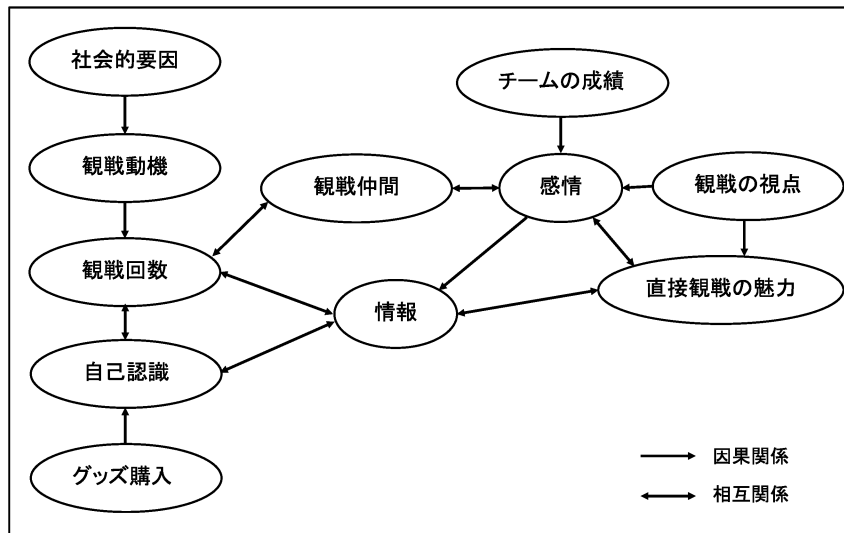 社会的要因
チームの成績
観戦動機
観戦仲間
感情
観戦の視点
観戦回数
情報
直接観戦の魅力
自己認識
グッズ購入
因果関係
相互関係